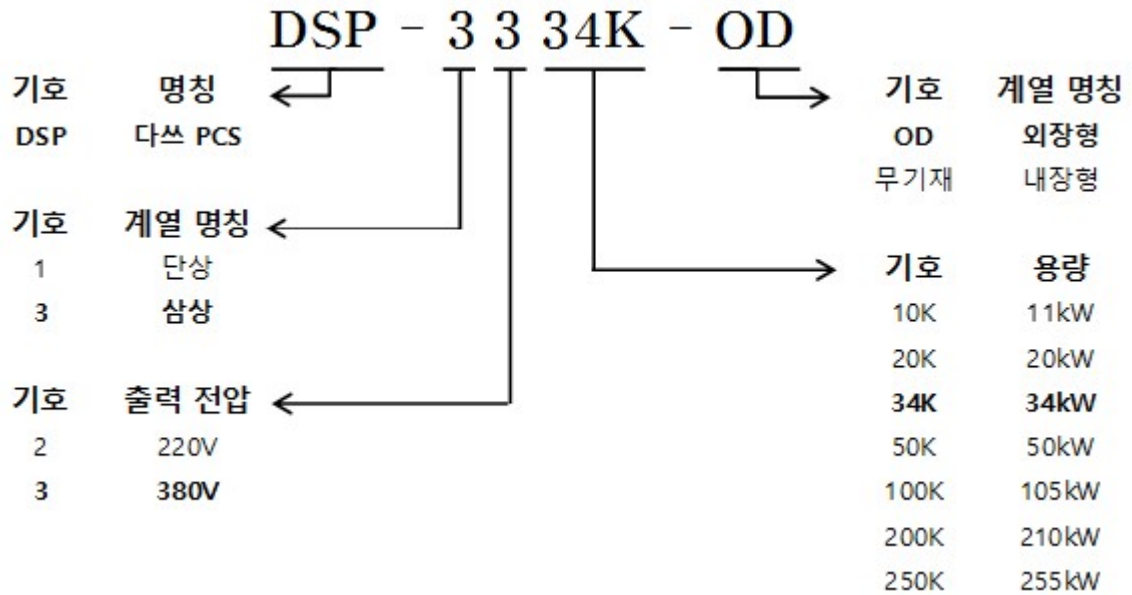 DSP - 3 3 34K - OD
기호 명칭
DSP 다쓰 PCS
기호 계열 명칭
1 단상
3 삼상
기호 출력 전압
2 220V
3 380V
기호 계열 명칭
OD 외장형
무기재 내장형
기호 용량
10K 11kW
20K 20kW
34K 34kW
50K 50kW
100K 105kW
200K 210kW
250K 255kW